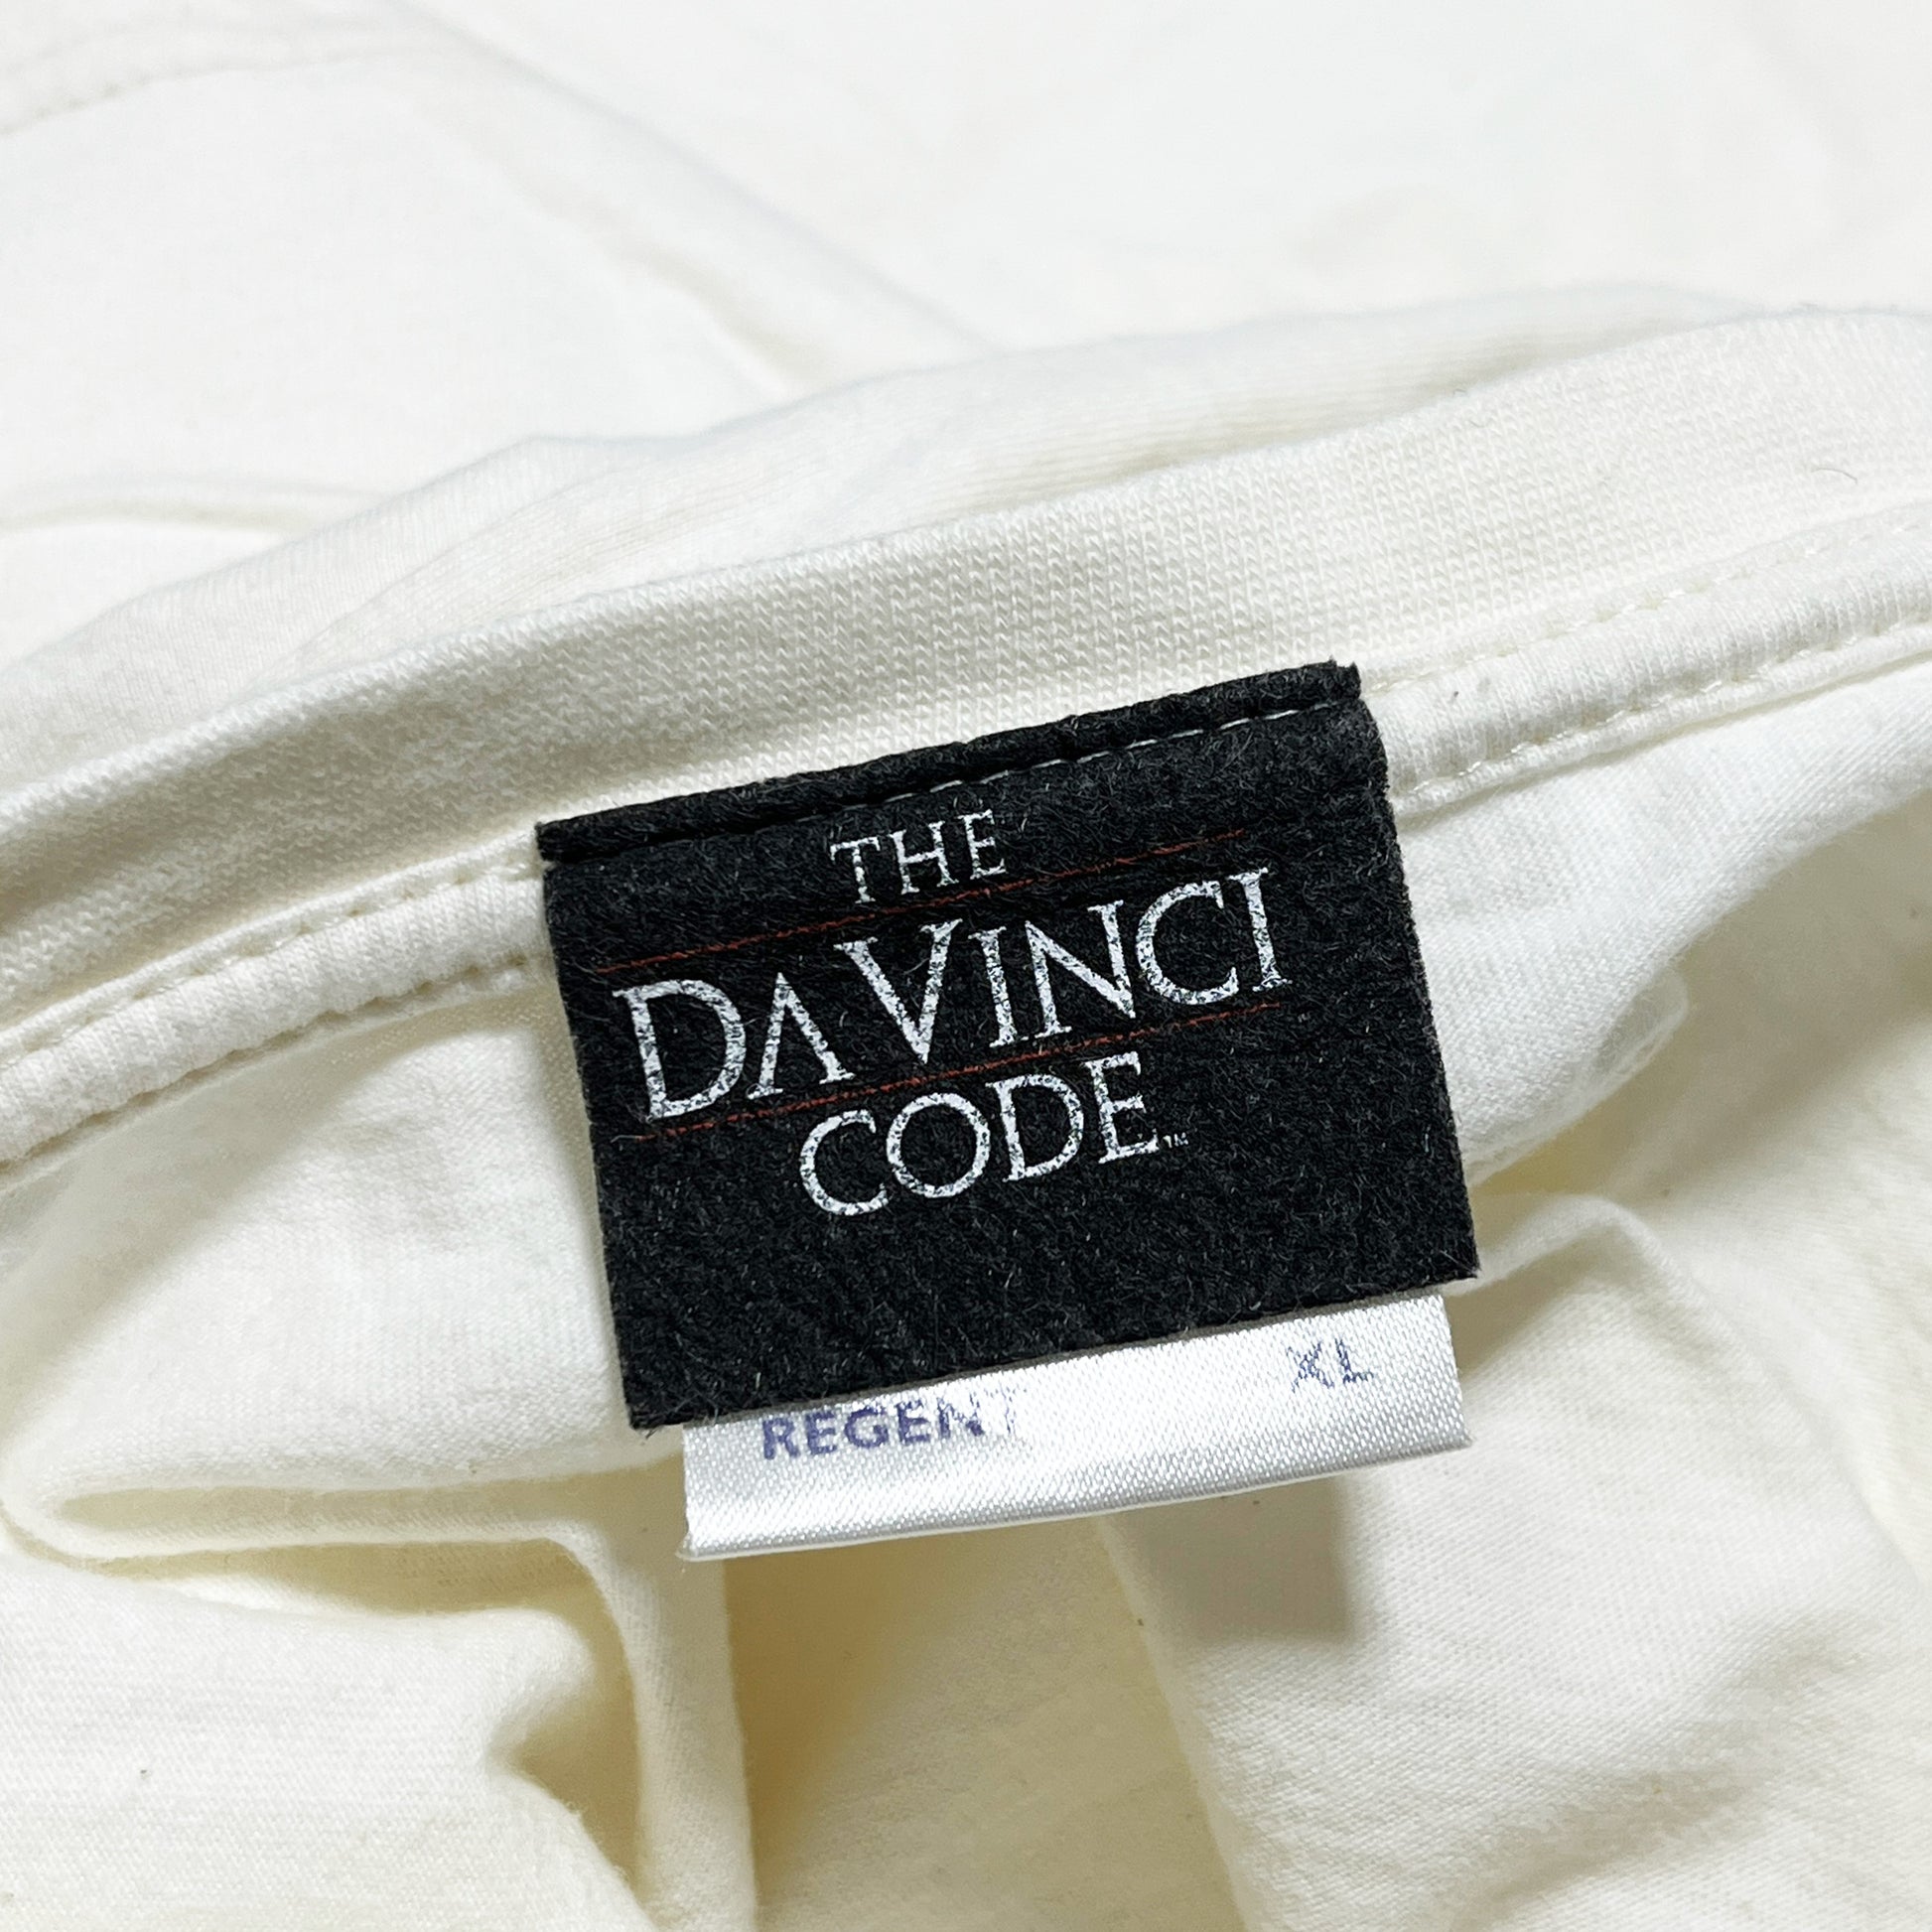 THE
DAVINCI
CODE™
REGENT XL